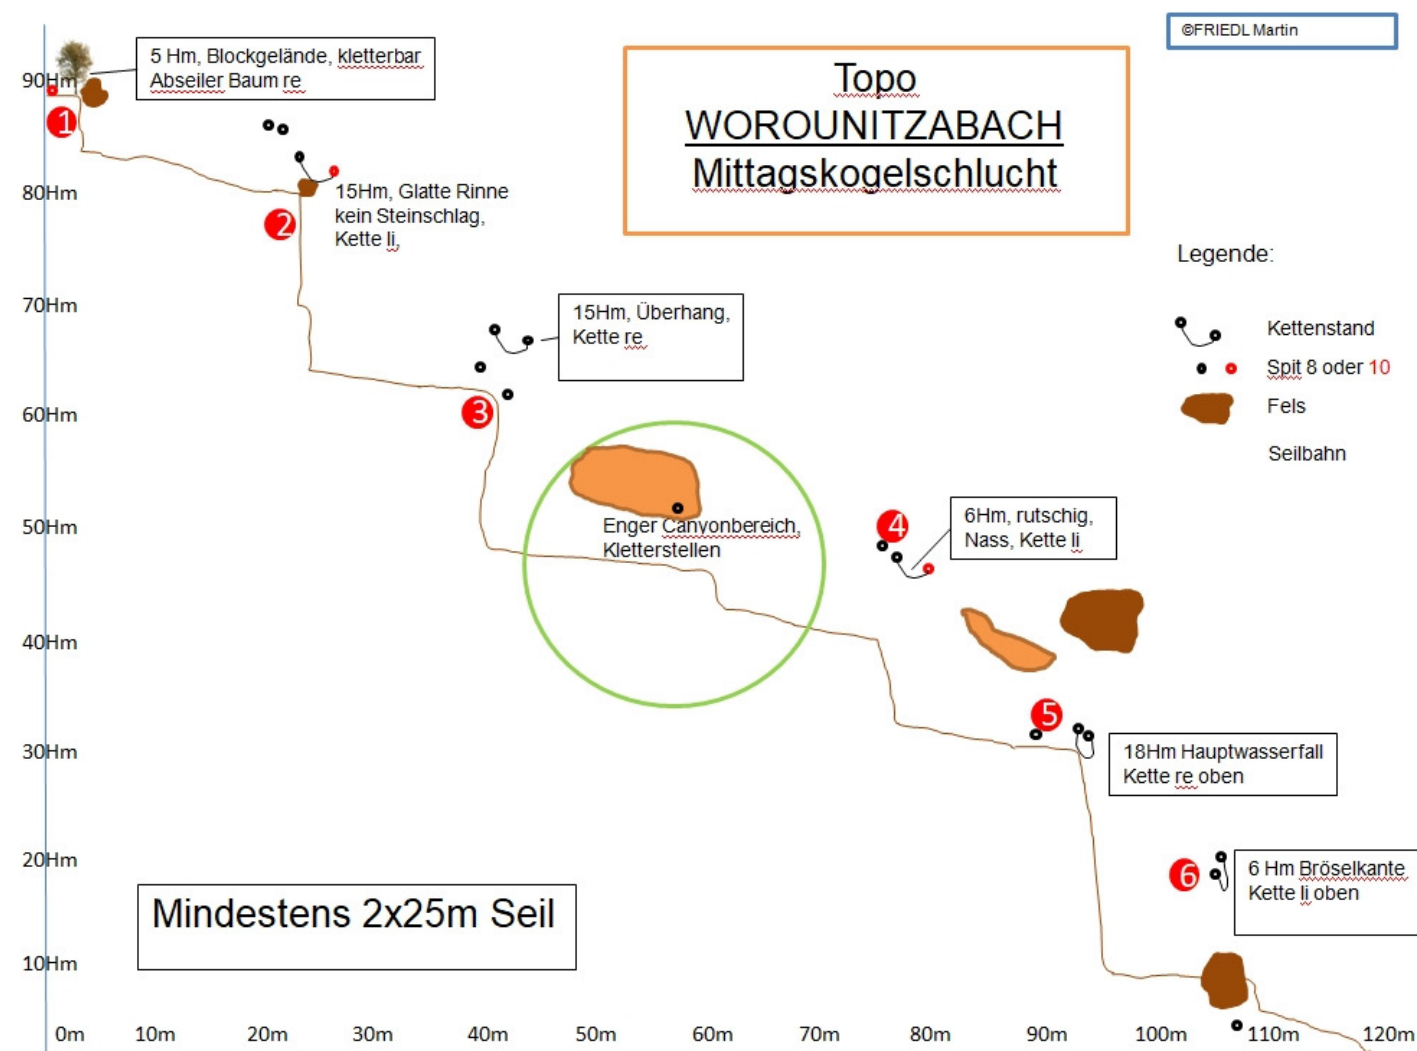 ©FRIEDL Martin
5 Hm, Blockgelände, kletterbar
Abseiler Baum re
Topo
WOROUNITZABACH
Mittagskogelschlucht
90Hm
1
80Hm
2
15Hm, Glatte Rinne
kein Steinschlag,
Kette li,
Legende:
Kettenstand
Spit 8 oder 10
Fels
Seilbahn
70Hm
15Hm, Überhang,
Kette re
60Hm
3
50Hm
Enger Canyonbereich,
Kletterstellen
4
6Hm, rutschig,
Nass, Kette li
40Hm
5
30Hm
18Hm Hauptwasserfall
Kette re oben
20Hm
6
6 Hm Bröselkante
Kette li oben
Mindestens 2x25m Seil
10Hm
0m 10m 20m 30m 40m 50m 60m 70m 80m 90m 100m 110m 120m